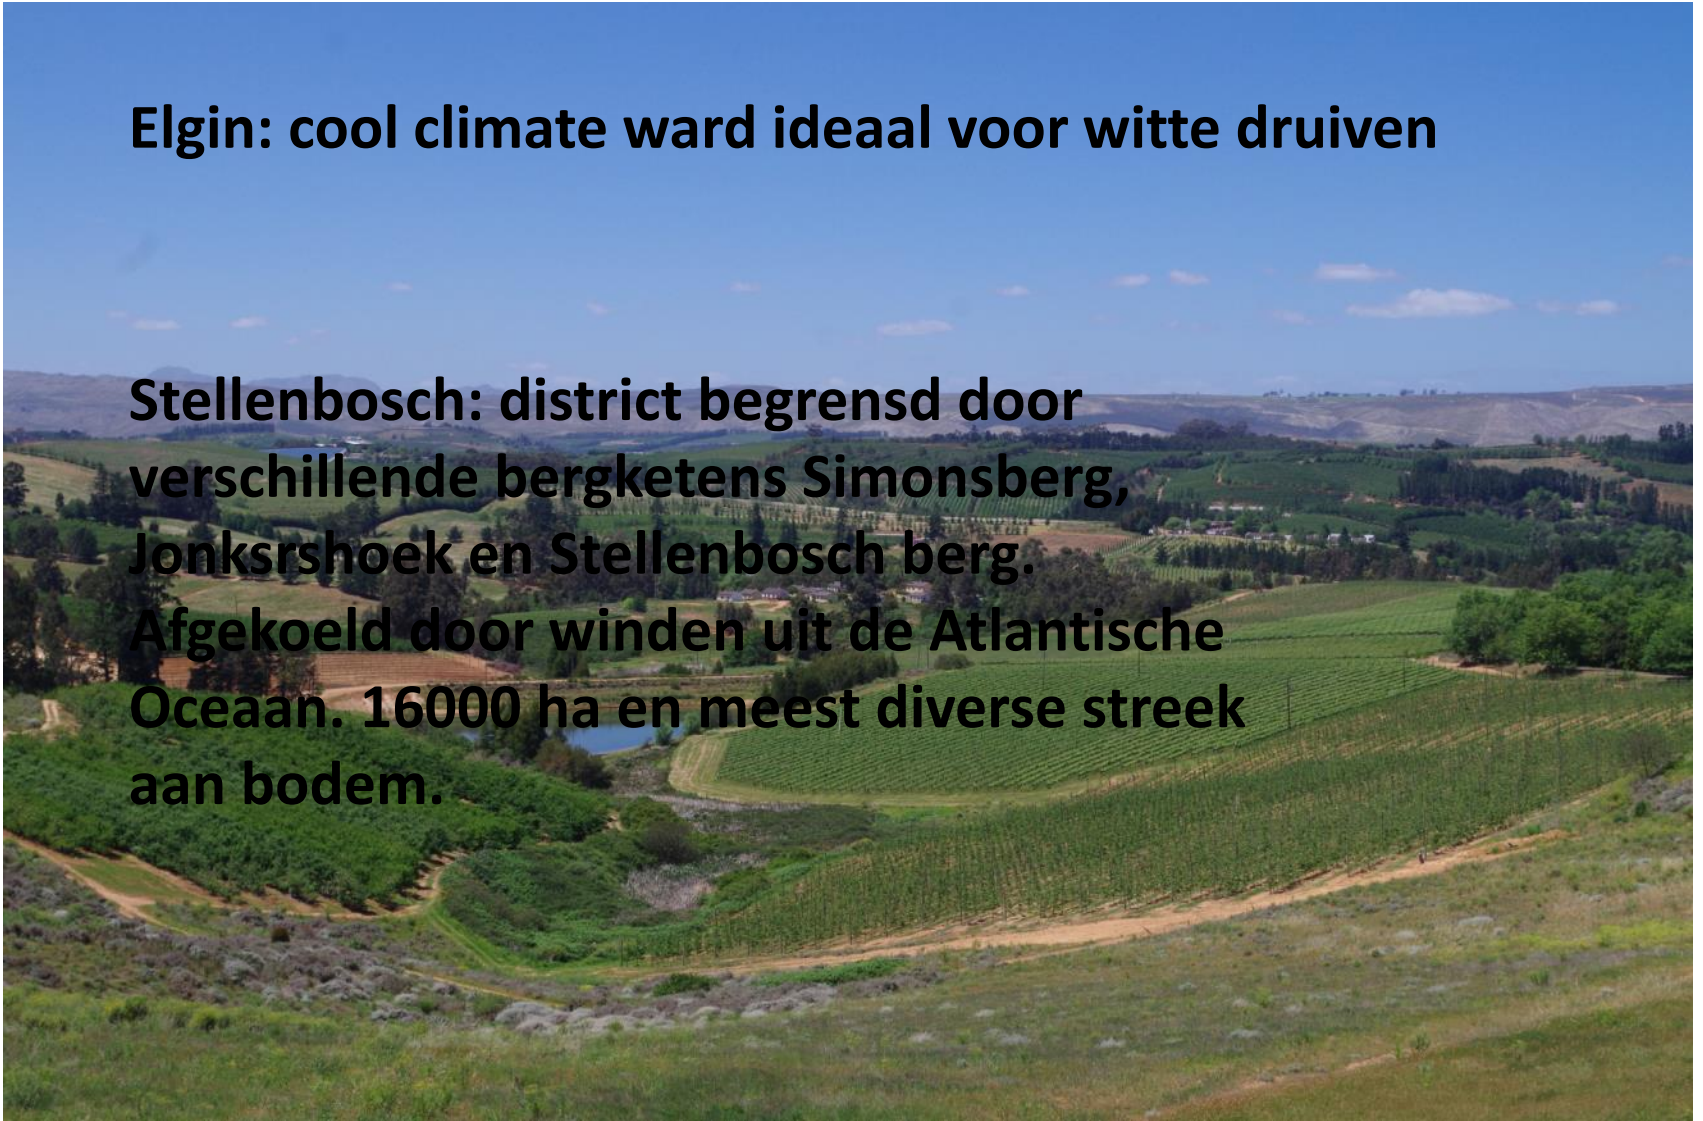 Elgin: cool climate ward ideaal voor witte druiven
Stellenbosch: district begrensd door
verschillende bergketens Simonsberg,
Jonksrshoek en Stellenbosch berg.
Afgekoeld door winden uit de Atlantische
Oceaan. 16000 ha en meest diverse streek
aan bodem.